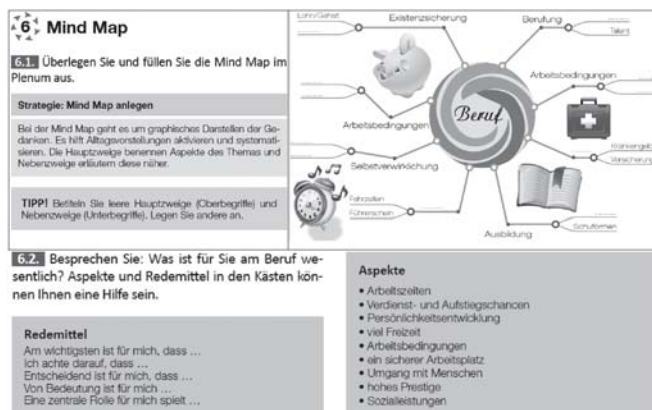 6 Mind Map
6.1. Überlegen Sie und füllen Sie die Mind Map im
Plenum aus.
Strategie: Mind Map anlegen
Bei der Mind Map geht es um graphisches Darstellen der Ge-
danken. Es hilft Alltagsvorstellungen aktivieren und systemati-
sieren. Die Hauptzweige benennen Aspekte des Themas und
Nebenzweige erläutern diese näher.
TIPP! Betiteln Sie leere Hauptzweige (Oberbegriffe) und
Nebenzweige (Unterbegriffe). Legen Sie andere an.
Lohn/Gehalt
Existenzsicherung
Berufung
Talent
Arbeitsbedingungen
Beruf
Arbeitsbedingungen
Krankengeld
Versicherung
Selbstverwirklichung
Fahrstunden
Führerschein
Schulformen
Ausbildung
6.2. Besprechen Sie: Was ist für Sie am Beruf we-
sentlich? Aspekte und Redemittel in den Kästen kön-
nen Ihnen eine Hilfe sein.
Redemittel
Am wichtigsten ist für mich, dass ...
Ich achte darauf, dass ...
Entscheidend ist für mich, dass ...
Von Bedeutung ist für mich ...
Eine zentrale Rolle für mich spielt ...
Aspekte
• Arbeitszeiten
• Verdienst- und Aufstiegschancen
• Persönlichkeitsentwicklung
• viel Freizeit
• Arbeitsbedingungen
• ein sicherer Arbeitsplatz
• Umgang mit Menschen
• hohes Prestige
• Sozialleistungen